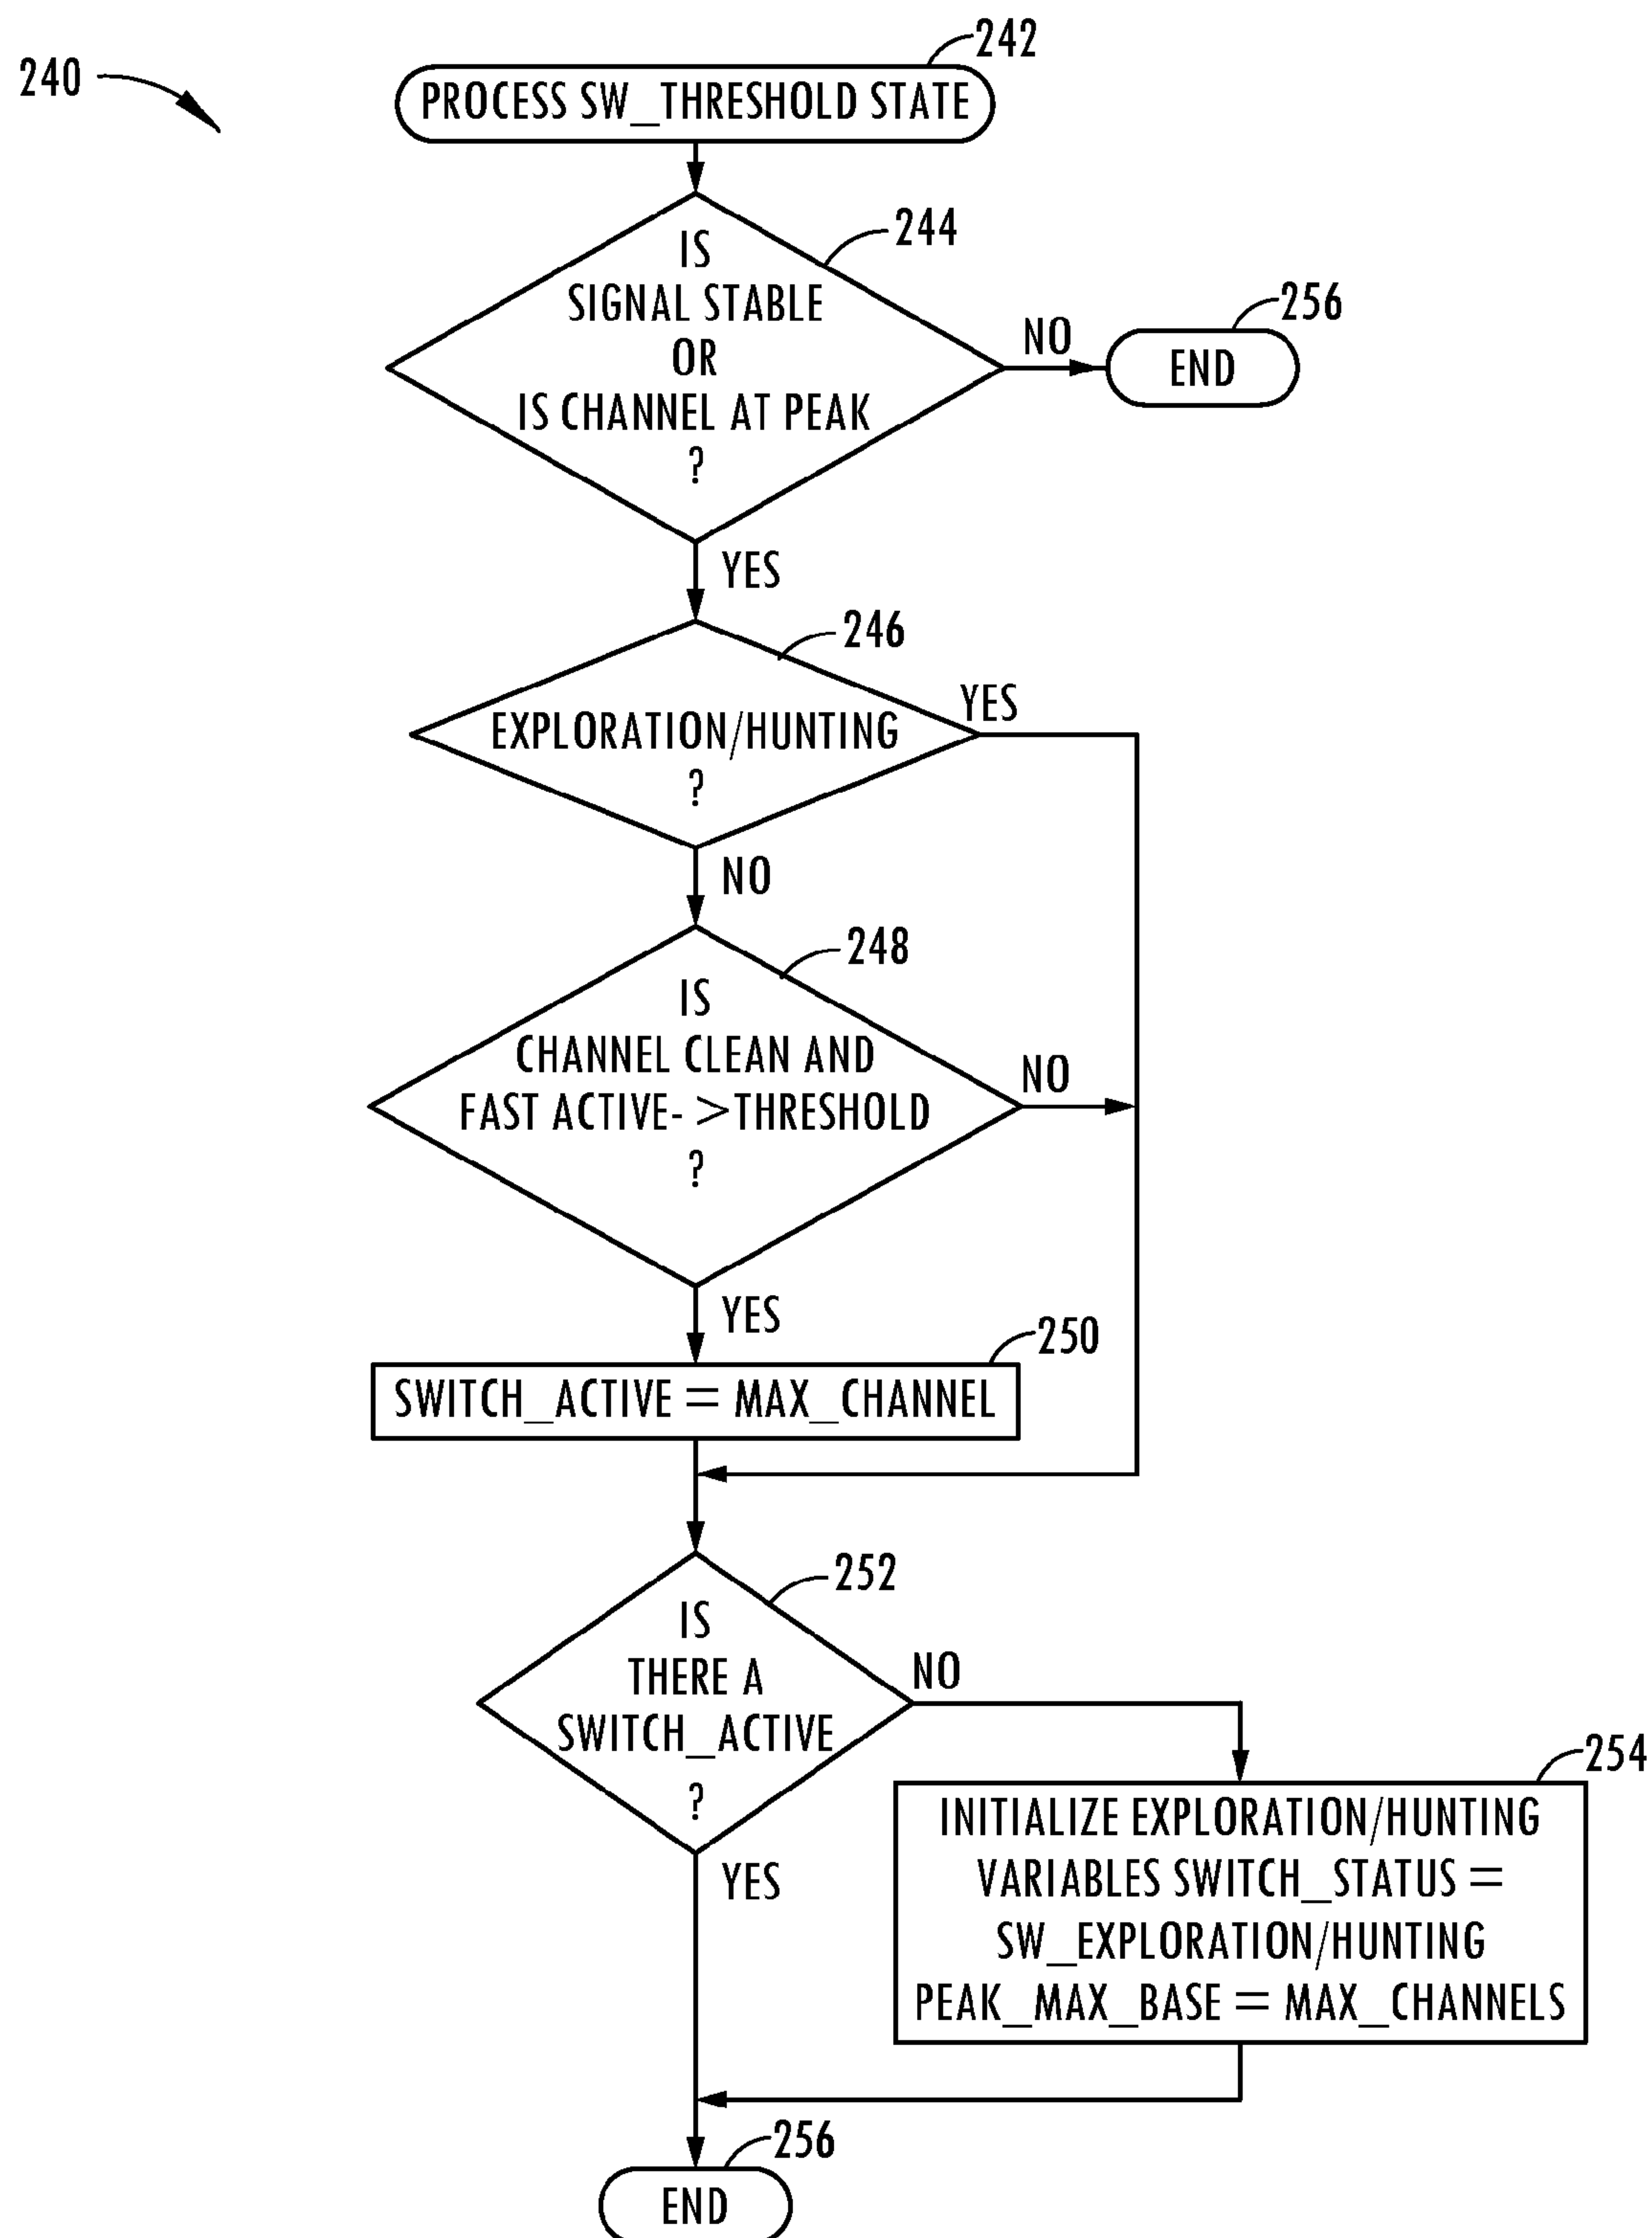 240
242
PROCESS SW_THRESHOLD STATE
244
IS
SIGNAL STABLE
OR
IS CHANNEL AT PEAK
?
NO
256
END
YES
246
EXPLORATION/HUNTING
?
YES
NO
248
IS
CHANNEL CLEAN AND
FAST ACTIVE- >THRESHOLD
?
NO
YES
250
SWITCH_ACTIVE = MAX_CHANNEL
252
IS
THERE A
SWITCH_ACTIVE
?
NO
YES
254
INITIALIZE EXPLORATION/HUNTING
VARIABLES SWITCH_STATUS =
SW_EXPLORATION/HUNTING
PEAK_MAX_BASE = MAX_CHANNELS
256
END